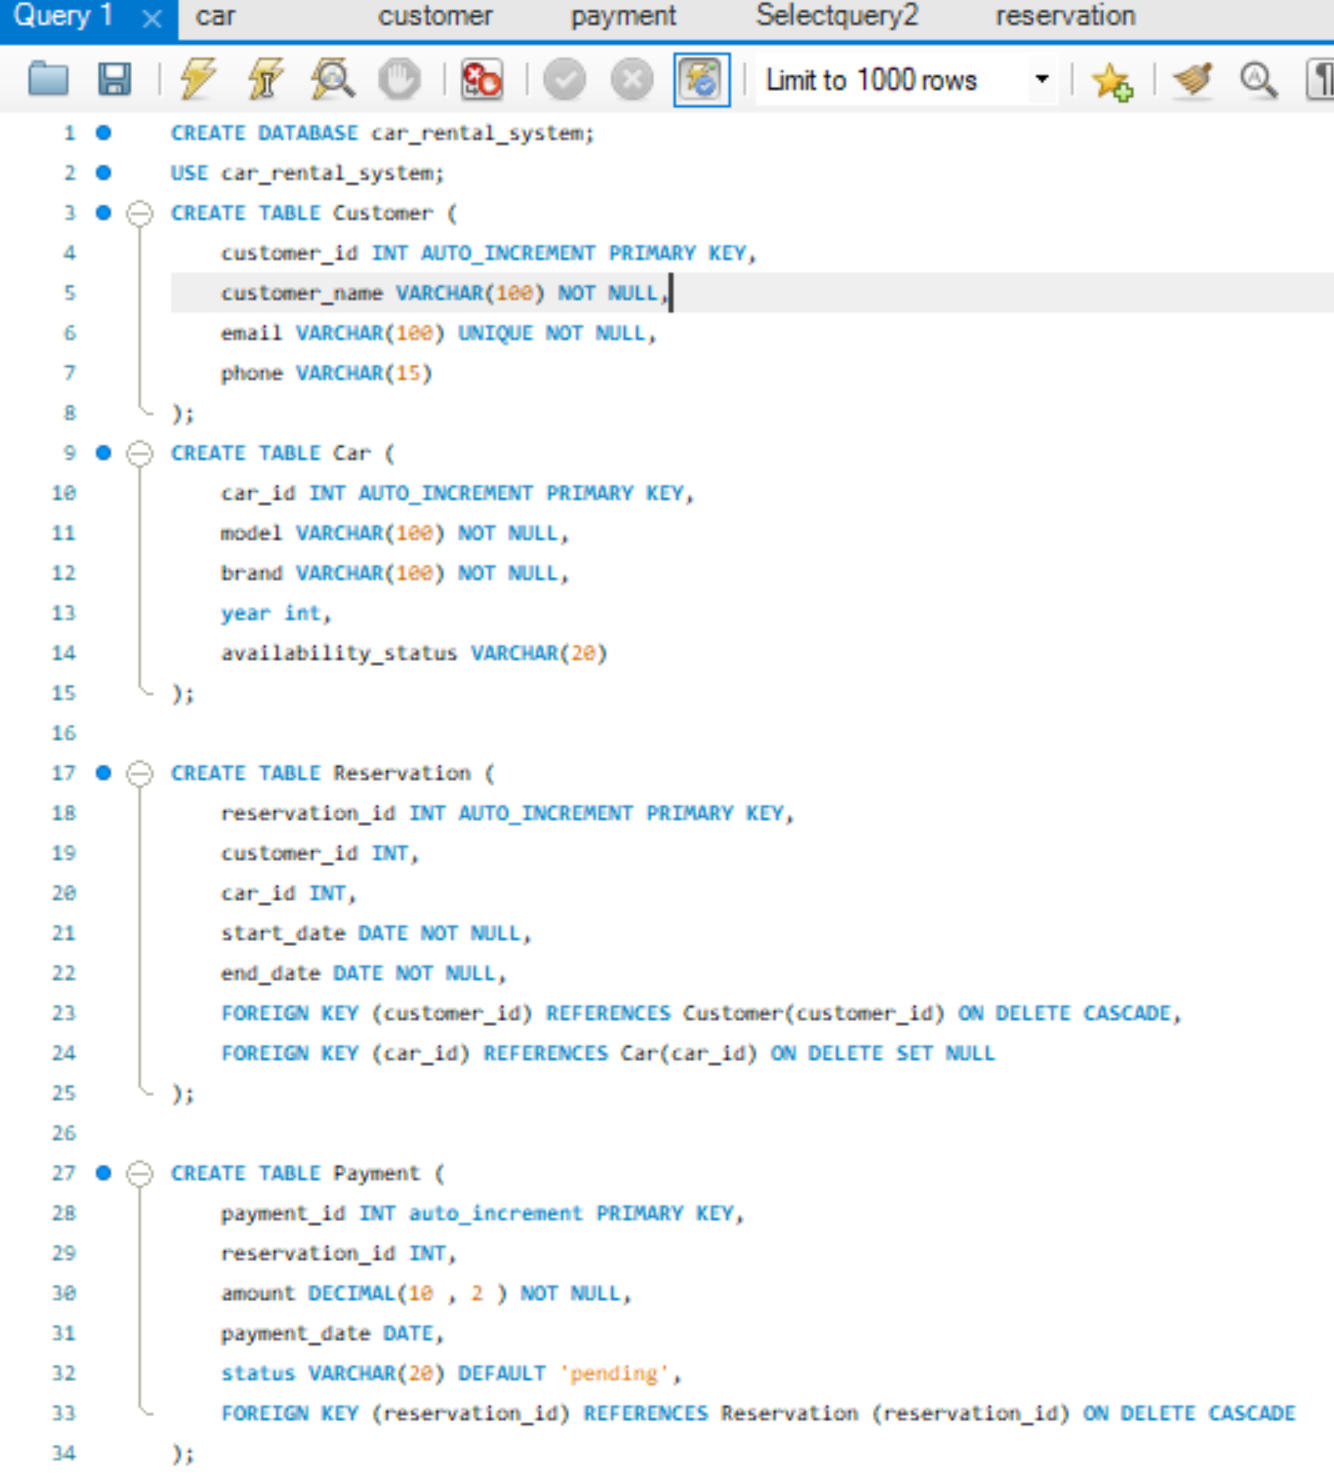 Query 1 × car customer payment Selectquery2 reservation
Limit to 1000 rows
1 CREATE DATABASE car_rental_system;
2 USE car_rental_system;
3 CREATE TABLE Customer (
4 customer_id INT AUTO_INCREMENT PRIMARY KEY,
5 customer_name VARCHAR(100) NOT NULL,
6 email VARCHAR(100) UNIQUE NOT NULL,
7 phone VARCHAR(15)
8 );
9 CREATE TABLE Car (
10 car_id INT AUTO_INCREMENT PRIMARY KEY,
11 model VARCHAR(100) NOT NULL,
12 brand VARCHAR(100) NOT NULL,
13 year int,
14 availability_status VARCHAR(20)
15 );
16
17 CREATE TABLE Reservation (
18 reservation_id INT AUTO_INCREMENT PRIMARY KEY,
19 customer_id INT,
20 car_id INT,
21 start_date DATE NOT NULL,
22 end_date DATE NOT NULL,
23 FOREIGN KEY (customer_id) REFERENCES Customer(customer_id) ON DELETE CASCADE,
24 FOREIGN KEY (car_id) REFERENCES Car(car_id) ON DELETE SET NULL
25 );
26
27 CREATE TABLE Payment (
28 payment_id INT auto_increment PRIMARY KEY,
29 reservation_id INT,
30 amount DECIMAL(10 , 2 ) NOT NULL,
31 payment_date DATE,
32 status VARCHAR(20) DEFAULT 'pending',
33 FOREIGN KEY (reservation_id) REFERENCES Reservation (reservation_id) ON DELETE CASCADE
34 );